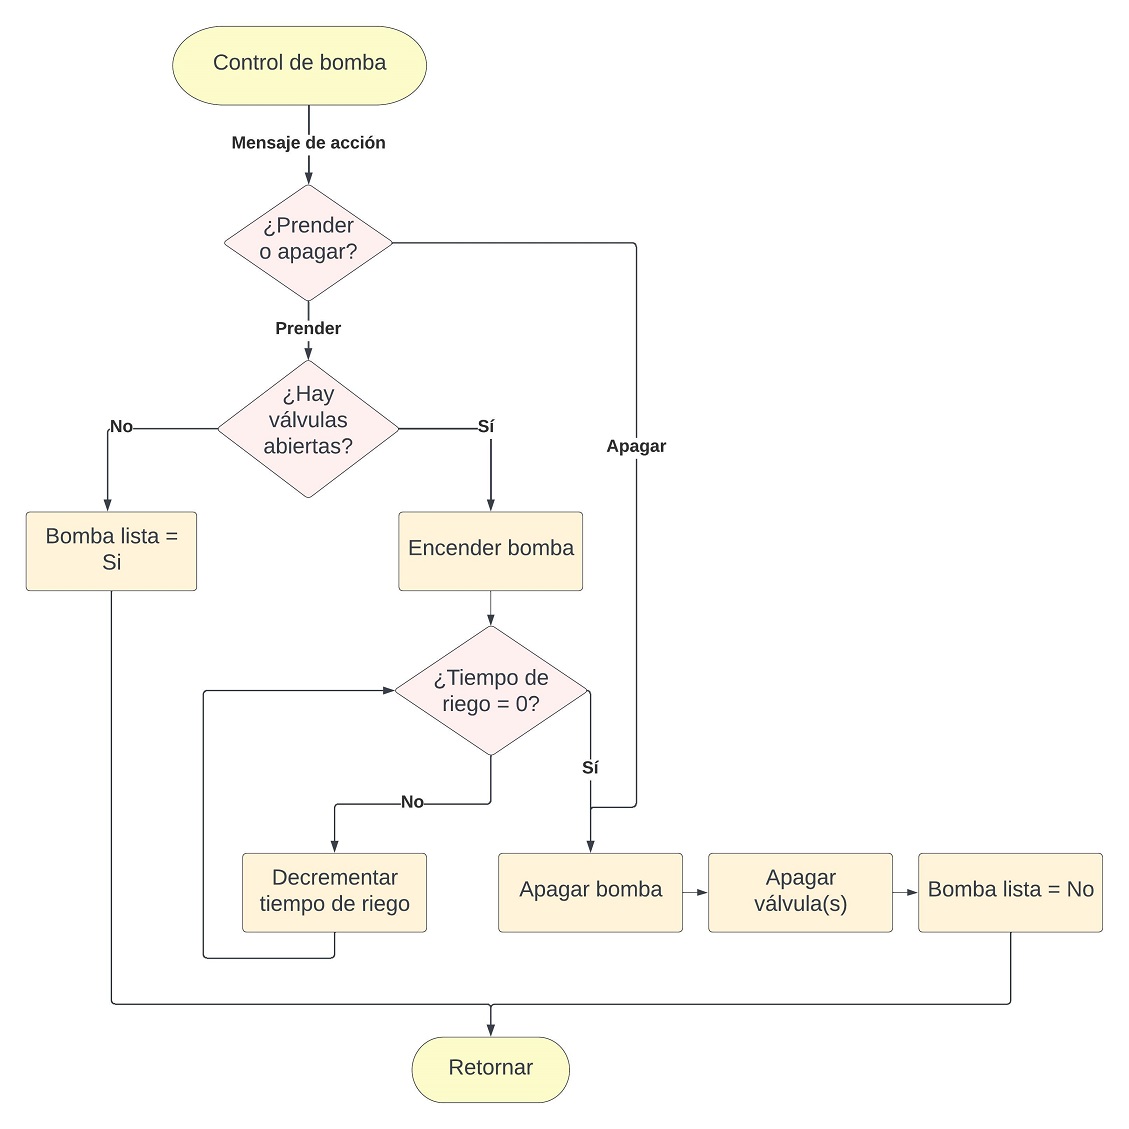 Control de bomba
Mensaje de acción
¿Prender
o apagar?
Prender
¿Hay
válvulas
abiertas?
No
Sí
Apagar
Bomba lista =
Si
Encender bomba
¿Tiempo de
riego = 0?
Sí
No
Decrementar
tiempo de riego
Apagar bomba
Apagar
válvula(s)
Bomba lista = No
Retornar